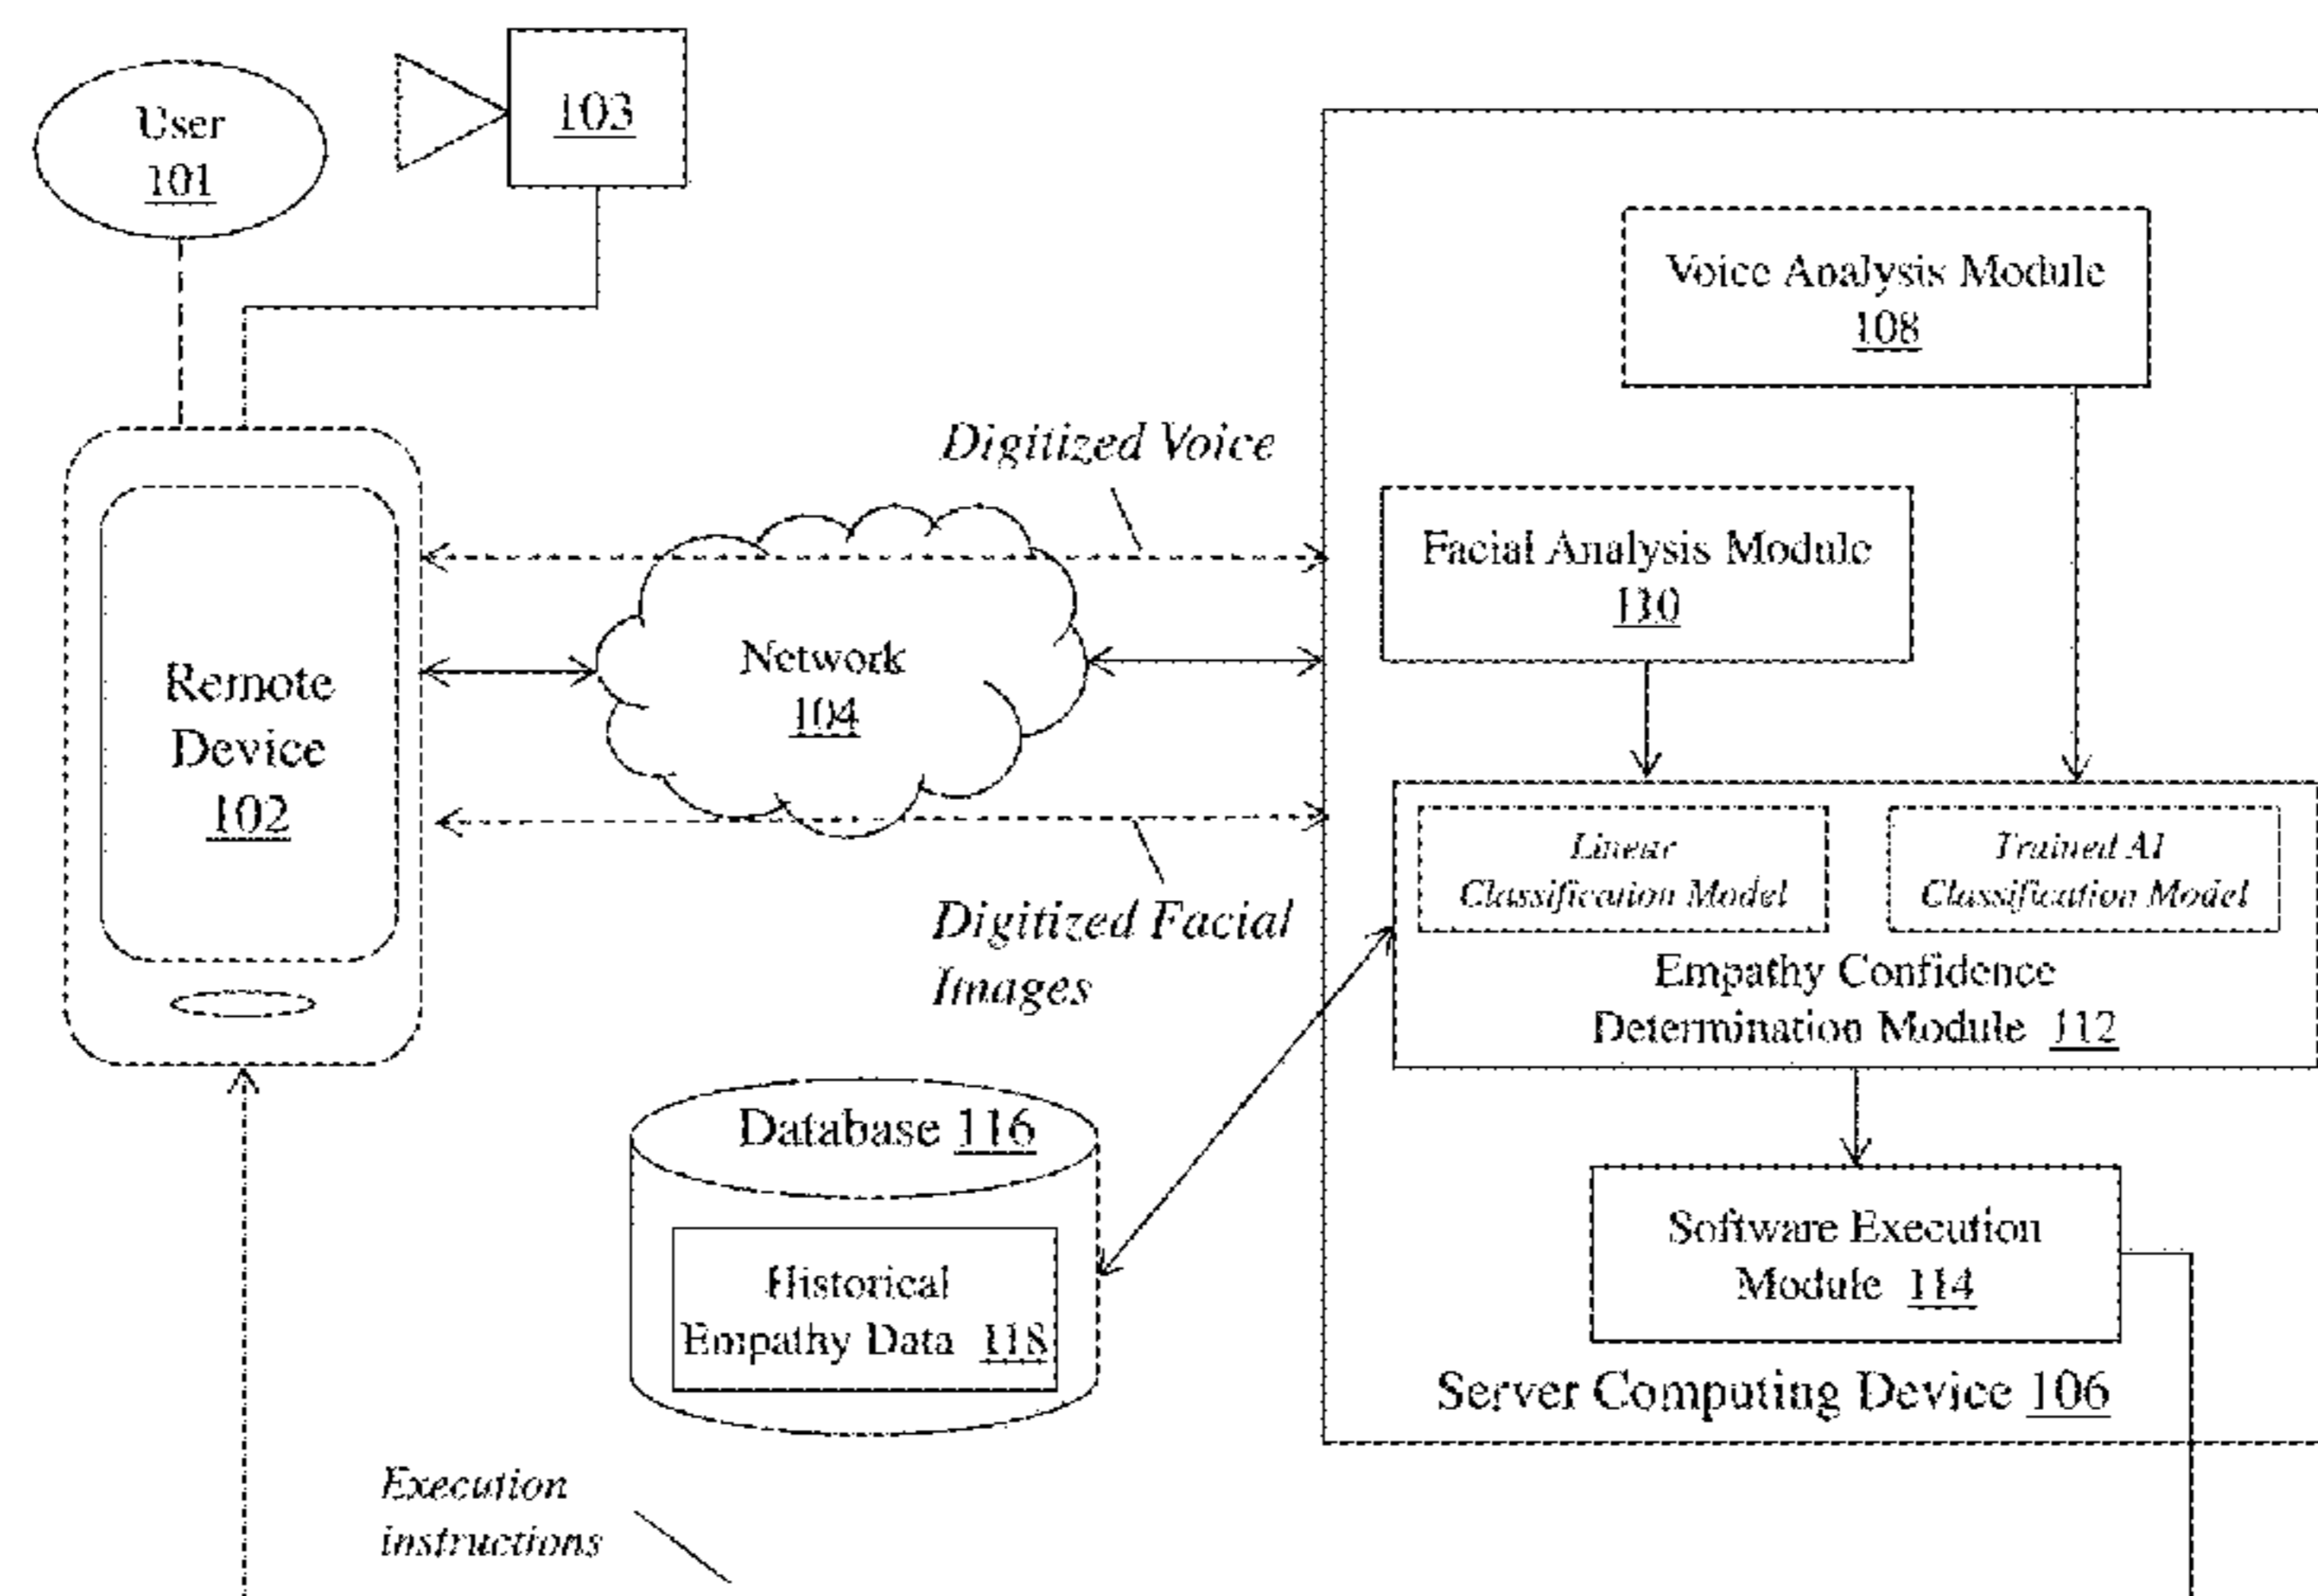 User
101
103
Voice Analysis Module
108
Digitized Voice
Facial Analysis Module
110
Network
104
Remote
Device
102
Linear
Classification Model
Trained AI
Classification Model
Digitized Facial
Images
Empathy Confidence
Determination Module 112
Database 116
Historical
Empathy Data 118
Software Execution
Module 114
Server Computing Device 106
Execution
instructions